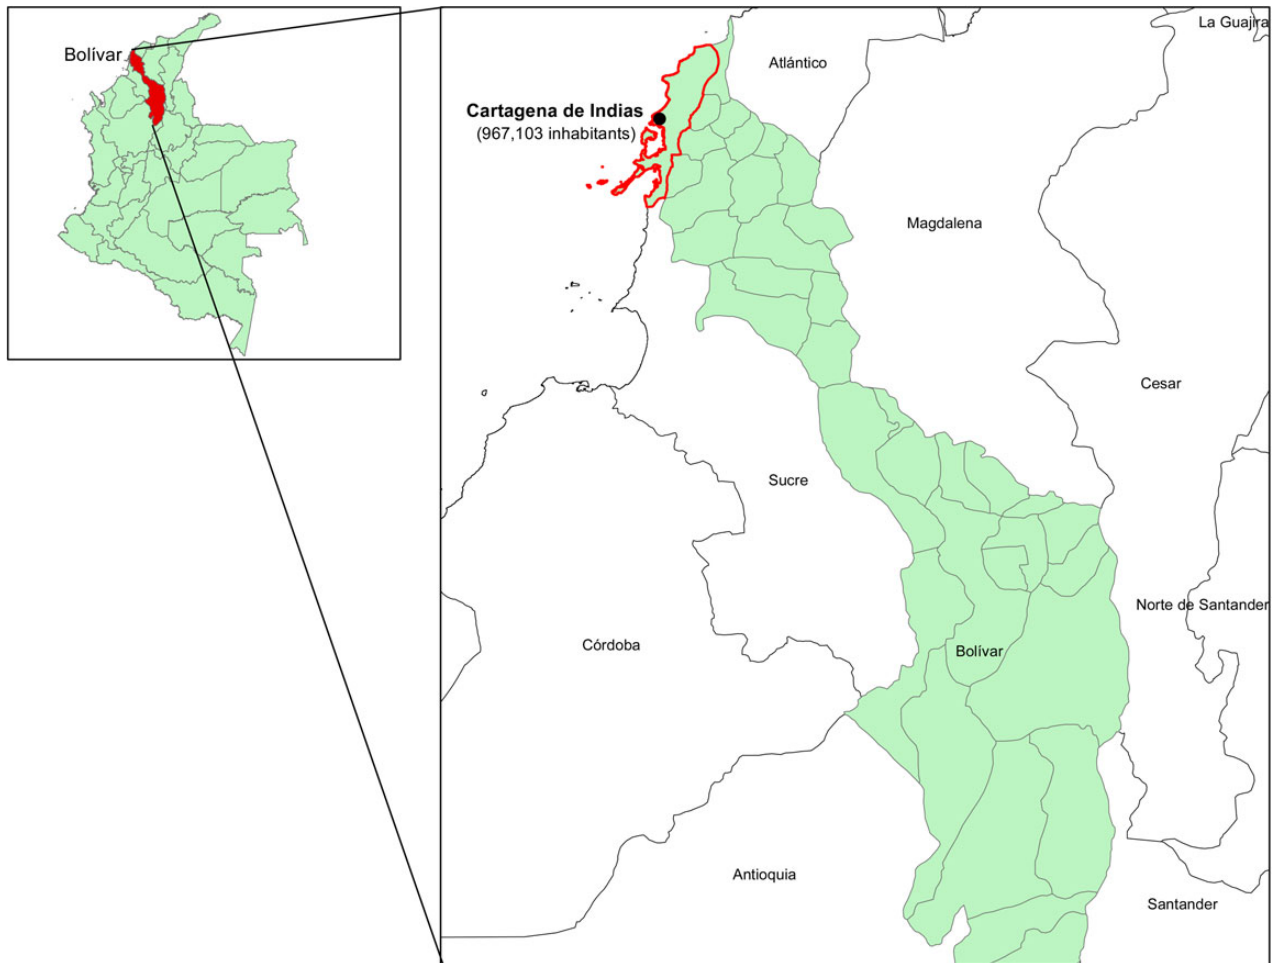 La Guajira
Bolívar
Atlántico
Cartagena de Indias
(967,103 inhabitants)
Magdalena
Cesar
Sucre
Norte de Santander
Córdoba
Bolívar
Antioquia
Santander